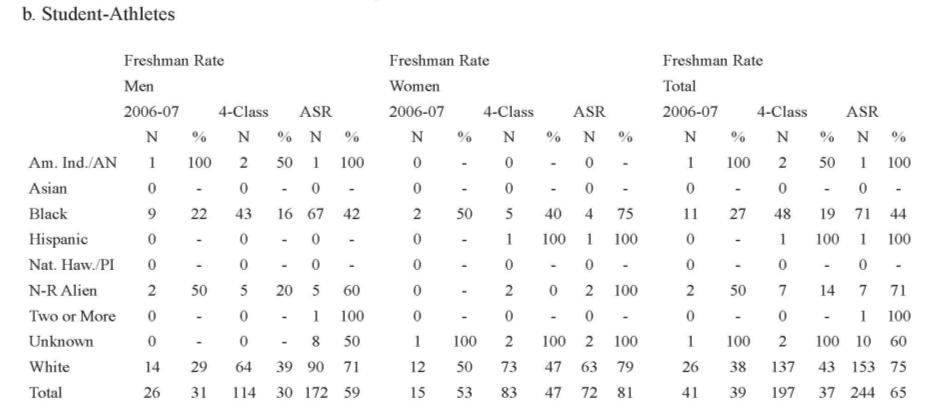 b. Student-Athletes
Freshman Rate Freshman Rate Freshman Rate
Men Women Total
2006-07 4-Class ASR 2006-07 4-Class ASR 2006-07 4-Class ASR
N % N % N % N % N % N % N % N % N %
Am. Ind./AN 1 100 2 50 1 100 0 - 0 - 0 - 1 100 2 50 1 100
Asian 0 - 0 - 0 - 0 - 0 - 0 - 0 - 0 - 0 -
Black 9 22 43 16 67 42 2 50 5 40 4 75 11 27 48 19 71 44
Hispanic 0 - 0 - 0 - 0 - 1 100 1 100 0 - 1 100 1 100
Nat. Haw./PI 0 - 0 - 0 - 0 - 0 - 0 - 0 - 0 - 0 -
N-R Alien 2 50 5 20 5 60 0 - 2 0 2 100 2 50 7 14 7 71
Two or More 0 - 0 - 1 100 0 - 0 - 0 - 0 - 0 - 1 100
Unknown 0 - 0 - 8 50 1 100 2 100 2 100 1 100 2 100 10 60
White 14 29 64 39 90 71 12 50 73 47 63 79 26 38 137 43 153 75
Total 26 31 114 30 172 59 15 53 83 47 72 81 41 39 197 37 244 65